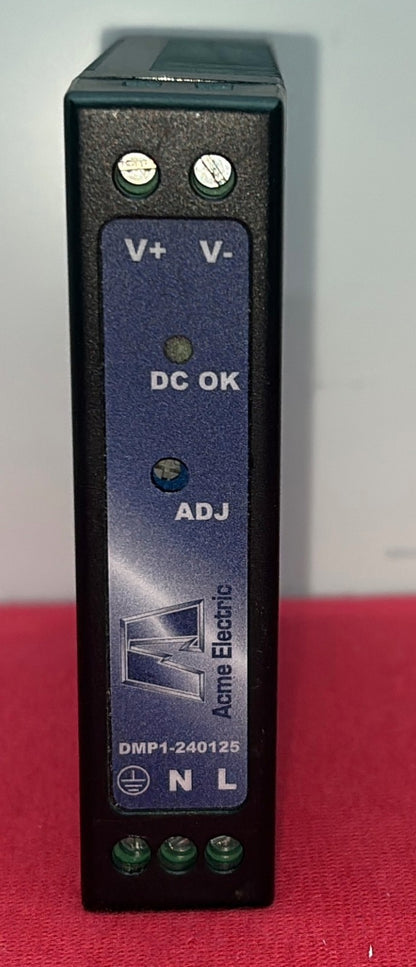 V+ V-
DC OK
ADJ
Acme Electric
DMP1-240125
N L